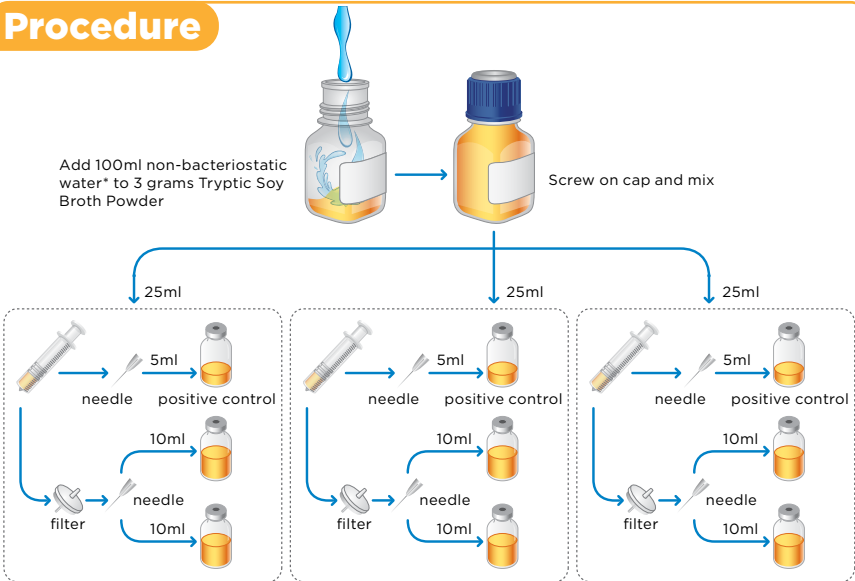 Procedure
Add 100ml non-bacteriostatic
water* to 3 grams Tryptic Soy
Broth Powder
Screw on cap and mix
25ml
5ml
needle
positive control
10ml
needle
filter
10ml
25ml
5ml
needle
positive control
10ml
needle
filter
10ml
25ml
5ml
needle
positive control
10ml
needle
filter
10ml